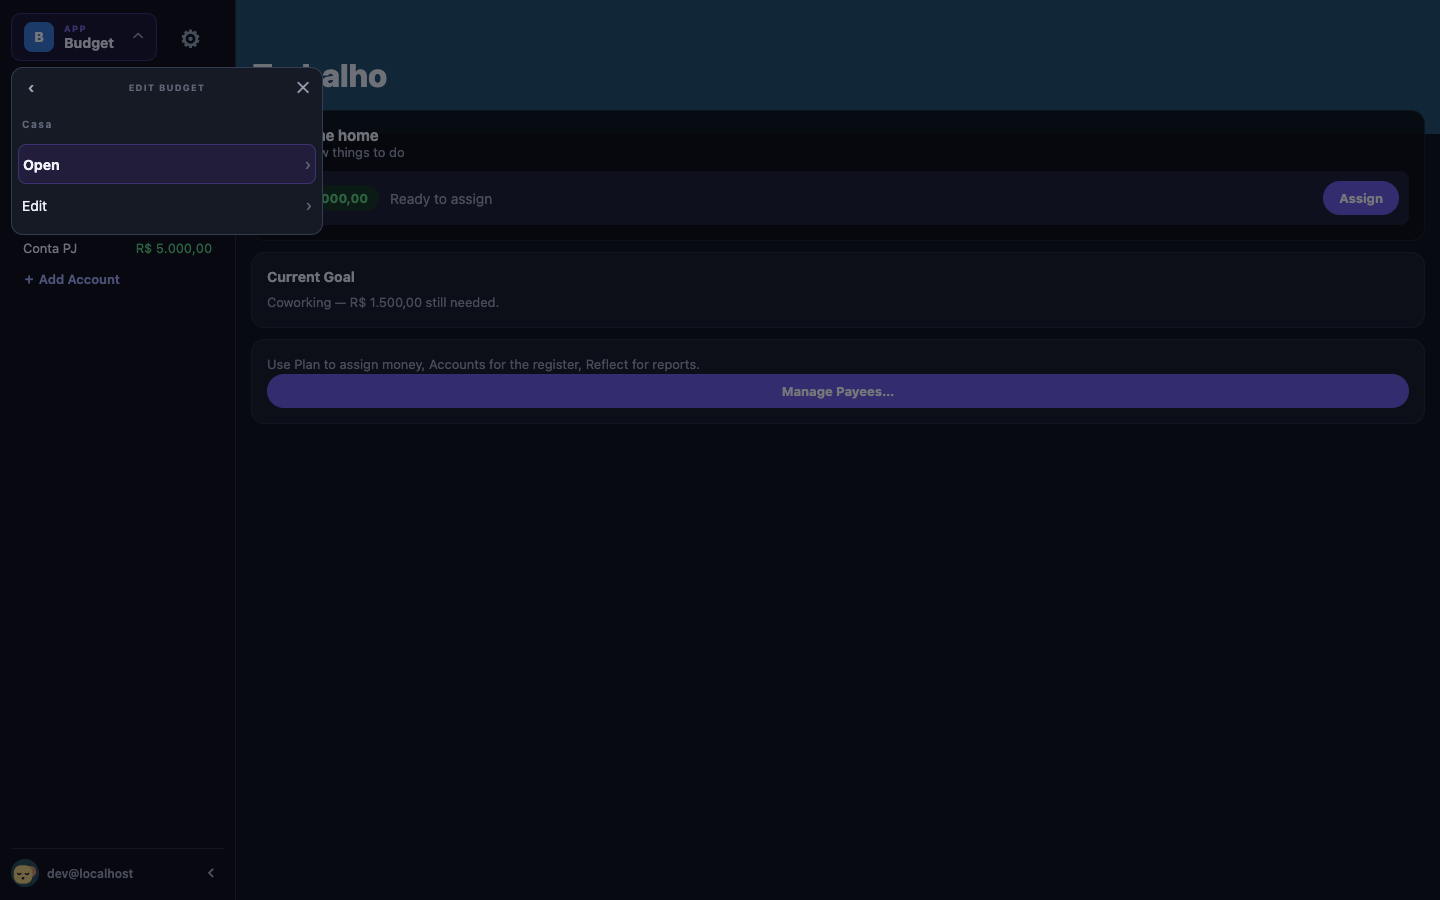 B
APP
Budget
‹
EDIT BUDGET
Casa
Open ›
Edit ›
Conta PJ R$ 5.000,00
+ Add Account
dev@localhost
alho
home
things to do
000,00 Ready to assign
Assign
Current Goal
Coworking — R$ 1.500,00 still needed.
Use Plan to assign money, Accounts for the register, Reflect for reports.
Manage Payees...